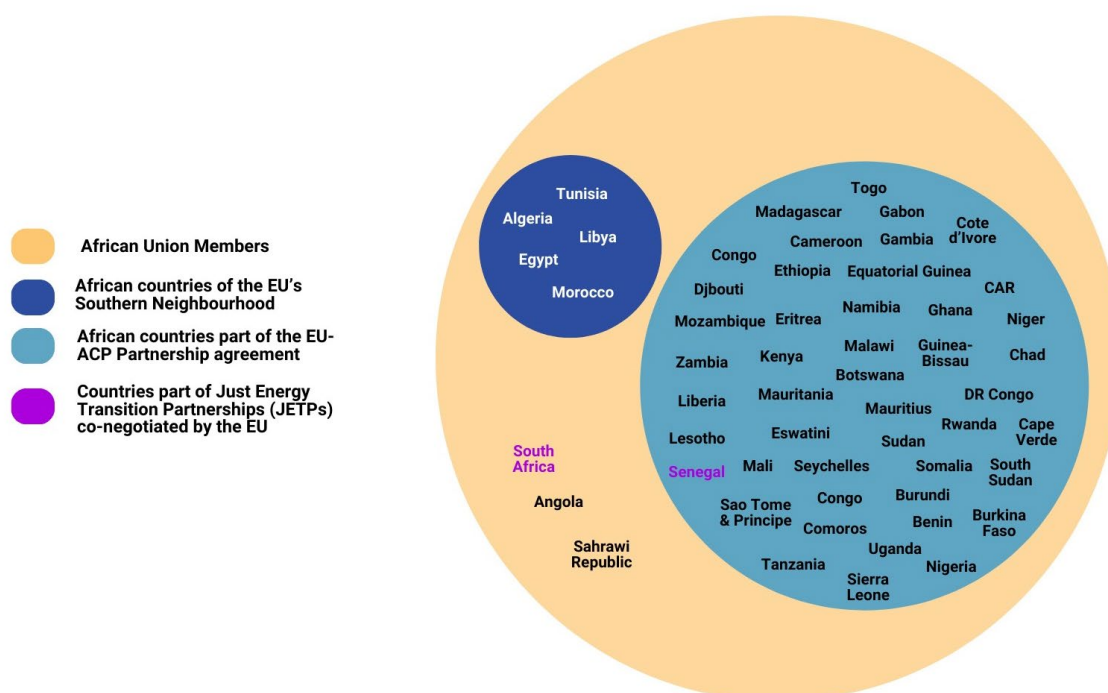 African Union Members
African countries of the EU's
Southern Neighbourhood
African countries part of the EU-
ACP Partnership agreement
Countries part of Just Energy
Transition Partnerships (JETPs)
co-negotiated by the EU
Tunisia
Algeria
Libya
Egypt
Morocco
South
Africa
Angola
Sahrawi
Republic
Togo
Madagascar
Gabon
Cote
d'Ivore
Cameroon
Gambia
Congo
Ethiopia
Equatorial Guinea
Djbouti
CAR
Namibia
Ghana
Mozambique
Eritrea
Niger
Malawi
Guinea-
Bissau
Zambia
Kenya
Chad
Botswana
Liberia
Mauritania
DR Congo
Mauritius
Rwanda
Cape
Verde
Lesotho
Eswatini
Sudan
Senegal
Mali
Seychelles
Somalia
South
Sudan
Sao Tome
& Principe
Congo
Burundi
Comoros
Benin
Burkina
Faso
Uganda
Tanzania
Nigeria
Sierra
Leone